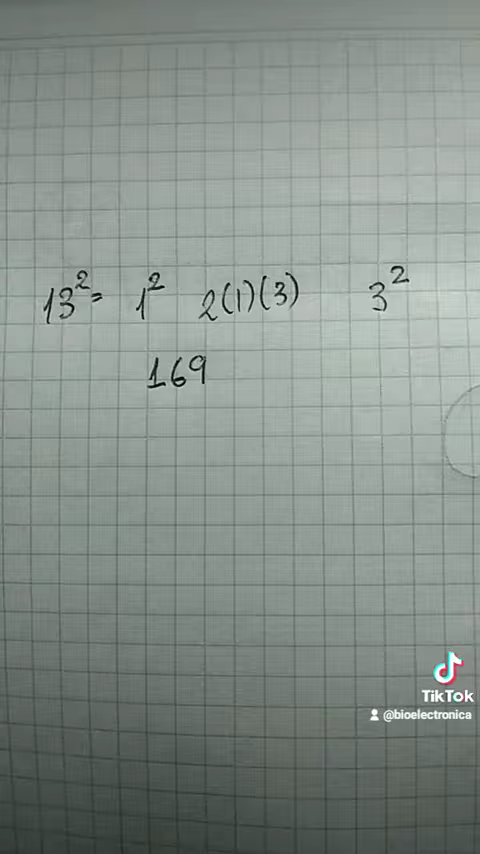 13² = 1² 2(1)(3) 3²
169
TikTok
@bioelectronica